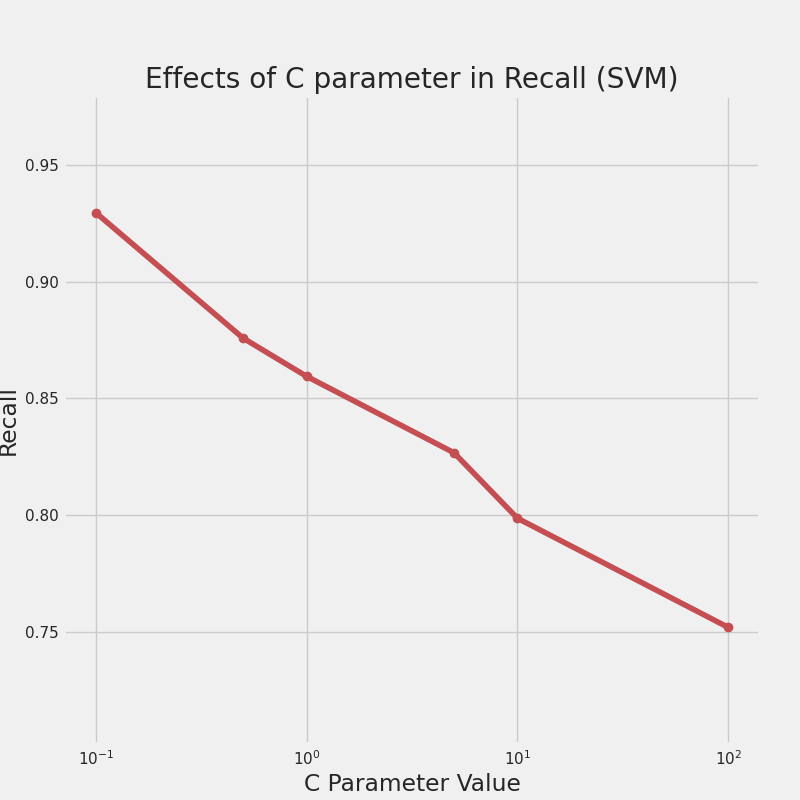 Effects of C parameter in Recall (SVM)
0.95
0.90
0.85
0.80
0.75
Recall
10⁻¹ 10⁰ 10¹ 10²
C Parameter Value